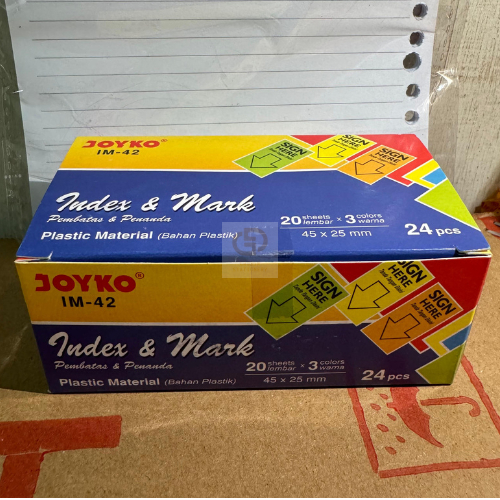 JOYKO®
IM-42
SIGN HERE
SIGN HERE
SIGN HERE
Index & Mark
Pembatas & Penanda
Plastic Material (Bahan Plastik)
20 sheets lembar x 3 colors warna
45 x 25 mm
24 pcs
JOYKO®
IM-42
SIGN HERE
SIGN HERE
SIGN HERE
Index & Mark
Pembatas & Penanda
Plastic Material (Bahan Plastik)
20 sheets lembar x 3 colors warna
45 x 25 mm
24 pcs